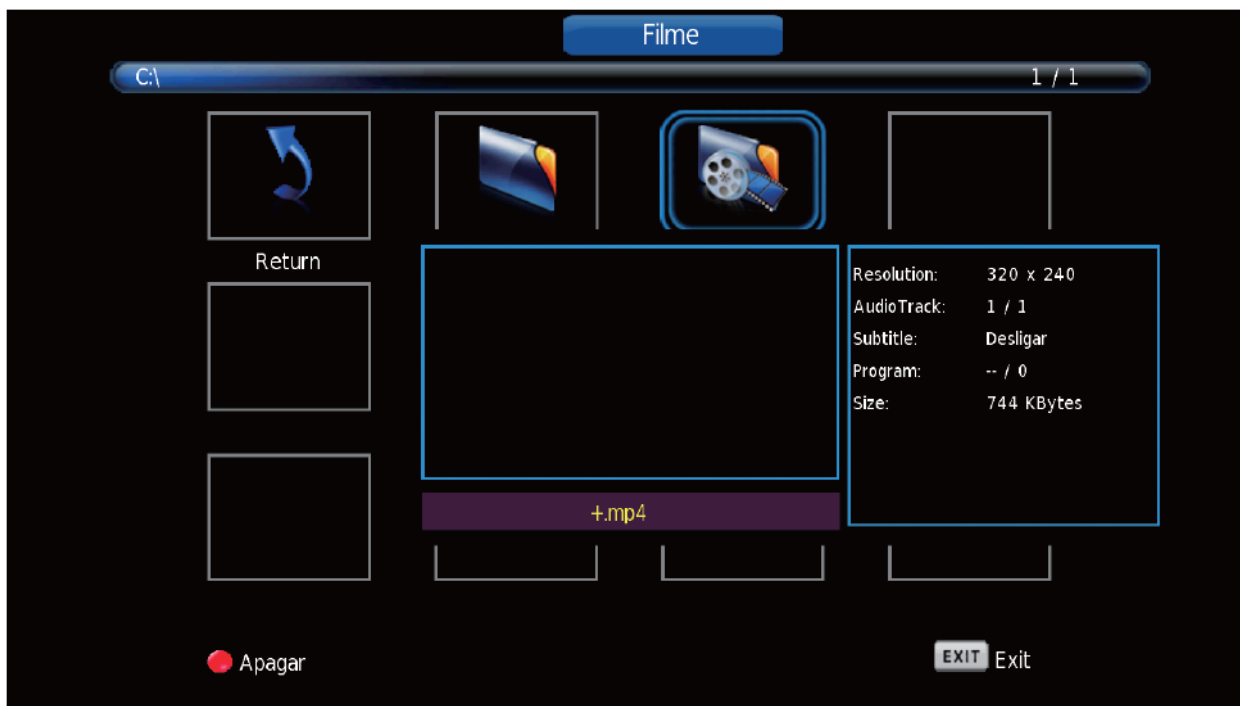 Filme
C:\ 1 / 1
Return
Resolution: 320 x 240
AudioTrack: 1 / 1
Subtitle: Desligar
Program: -- / 0
Size: 744 KBytes
+.mp4
Apagar
EXIT Exit